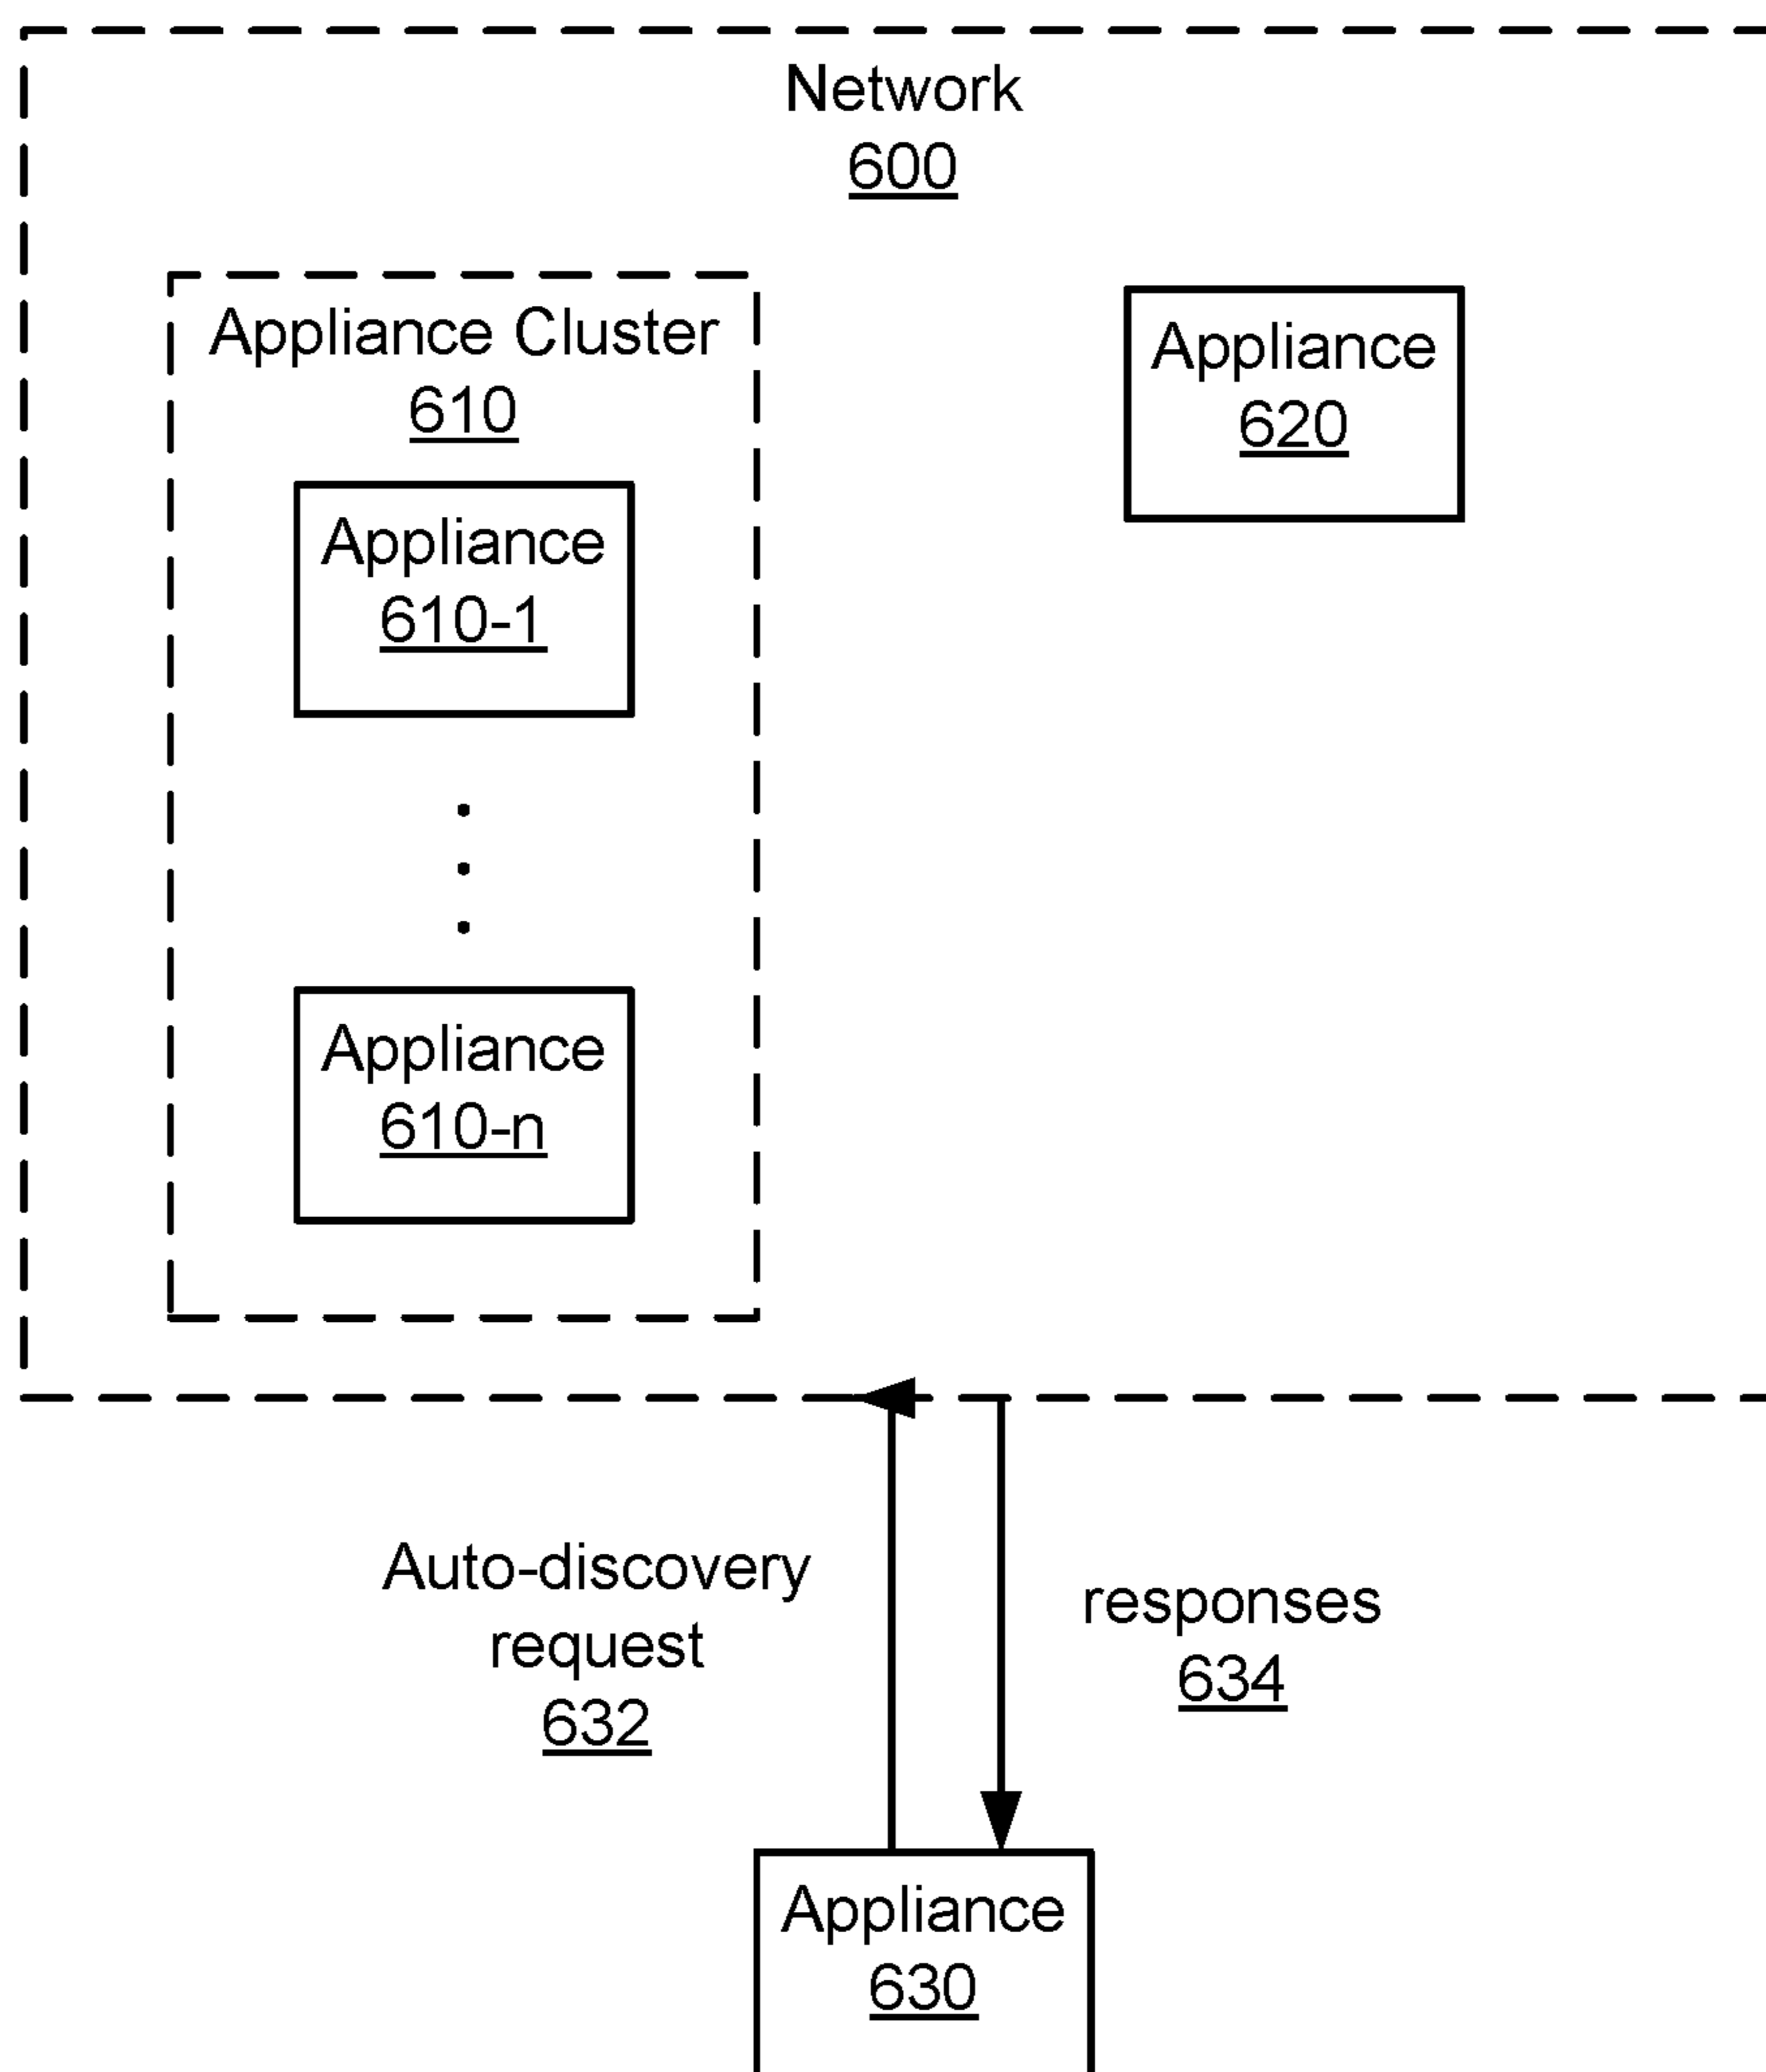 Network
600
Appliance Cluster
610
Appliance
620
Appliance
610-1
Appliance
610-n
Auto-discovery
request
632
responses
634
Appliance
630